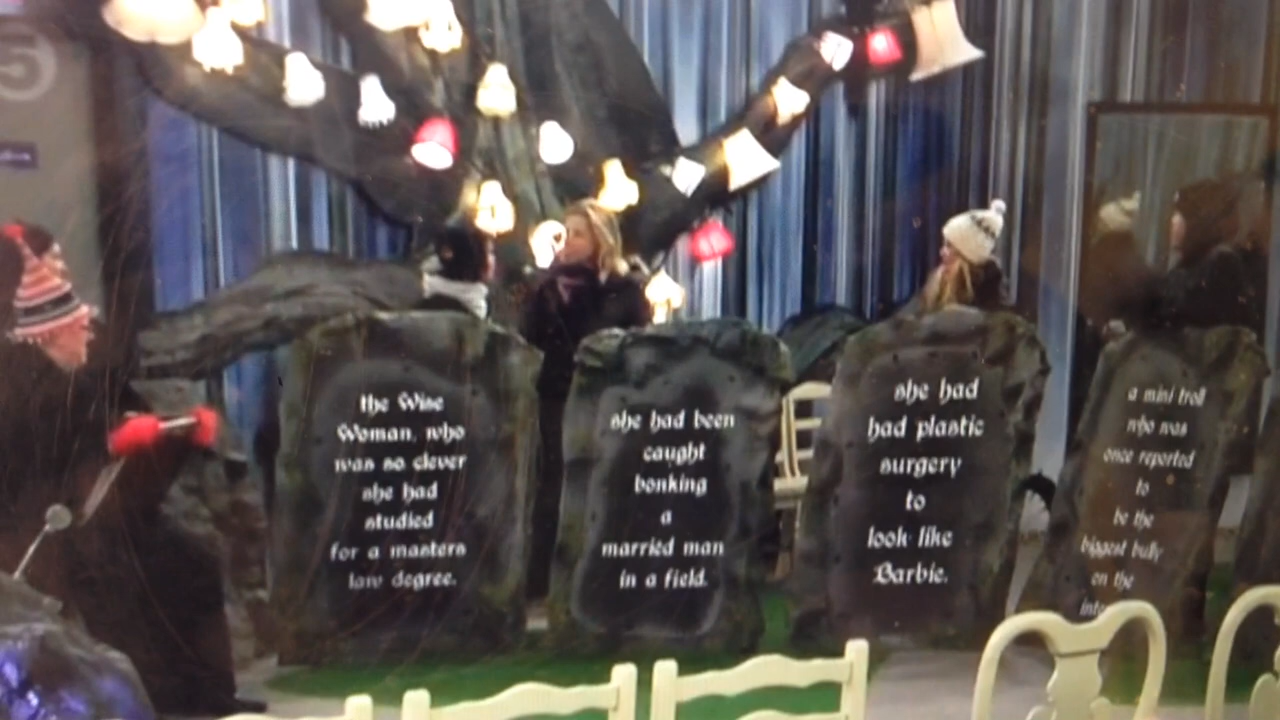 5
the Wise
Woman, who
was so clever
she had
studied
for a masters
law degree.
she had been
caught
bonking
a
married man
in a field.
she had
had plastic
surgery
to
look like
Barbie.
a mini troll
who was
once reported
to
be the
biggest bully
on the